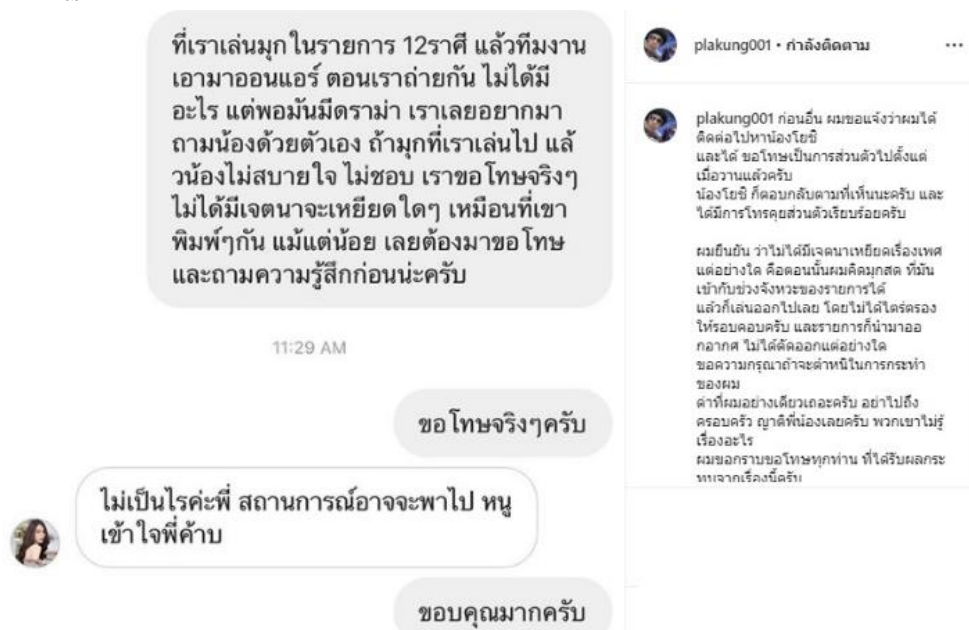 ที่เราเล่นมุกในรายการ 12ราศี แล้วทีมงาน
เอามาออนแอร์ ตอนเราถ่ายกัน ไม่ได้มี
อะไร แต่พอมันมีดราม่า เราเลยอยากมา
ถามน้องด้วยตัวเอง ถ้ามุกที่เราเล่นไป แล้
วน้องไม่สบายใจ ไม่ชอบ เราขอโทษจริงๆ
ไม่ได้มีเจตนาจะเหยียดใดๆ เหมือนที่เขา
พิมพ์ๆกัน แม้แต่น้อย เลยต้องมาขอโทษ
และถามความรู้สึกก่อนน่ะครับ
11:29 AM
ขอโทษจริงๆครับ
ไม่เป็นไรค่ะพี่ สถานการณ์อาจจะพาไป หนู
เข้าใจพี่ค้าบ
ขอบคุณมากครับ
plakung001 • กำลังติดตาม
plakung001 ก่อนอื่น ผมขอแจ้งว่าผมได้
ติดต่อไปหาน้องโยชิ
และได้ ขอโทษเป็นการส่วนตัวไปตั้งแต่
เมื่อวานแล้วครับ
น้องโยชิ ก็ตอบกลับตามที่เห็นนะครับ และ
ได้มีการโทรคุยส่วนตัวเรียบร้อยครับ
ผมยืนยัน ว่าไม่ได้มีเจตนาเหยียดเรื่องเพศ
แต่อย่างใด คือตอนนั้นผมคิดมุกสด ที่มัน
เข้ากับช่วงจังหวะของรายการได้
แล้วก็เล่นออกไปเลย โดยไม่ได้ไตร่ตรอง
ให้รอบคอบครับ และรายการก็นำมาออ
กอากาศ ไม่ได้ตัดออกแต่อย่างใด
ขอความกรุณาถ้าจะตำหนิในการกระทำ
ของผม
ด่าที่ผมอย่างเดียวเถอะครับ อย่าไปถึง
ครอบครัว ญาติพี่น้องเลยครับ พวกเขาไม่รู้
เรื่องอะไร
ผมขอกราบขอโทษทุกท่าน ที่ได้รับผลกระ
ทบจากเรื่องนี้ครับ